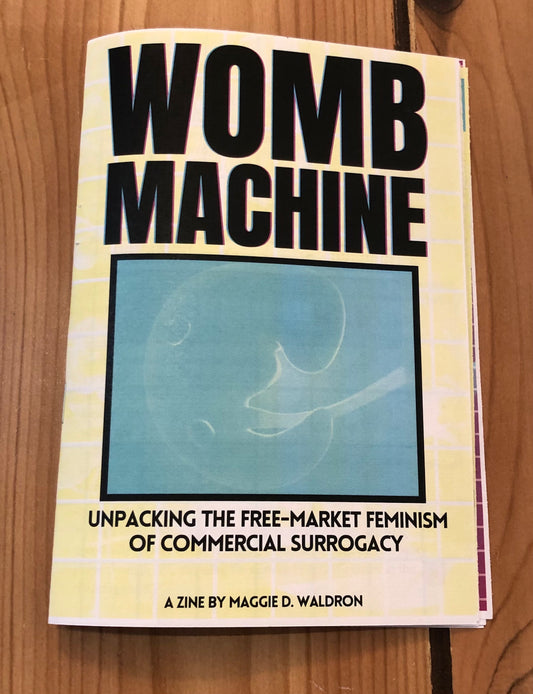 WOMB
MACHINE
UNPACKING THE FREE-MARKET FEMINISM
OF COMMERCIAL SURROGACY
A ZINE BY MAGGIE D. WALDRON